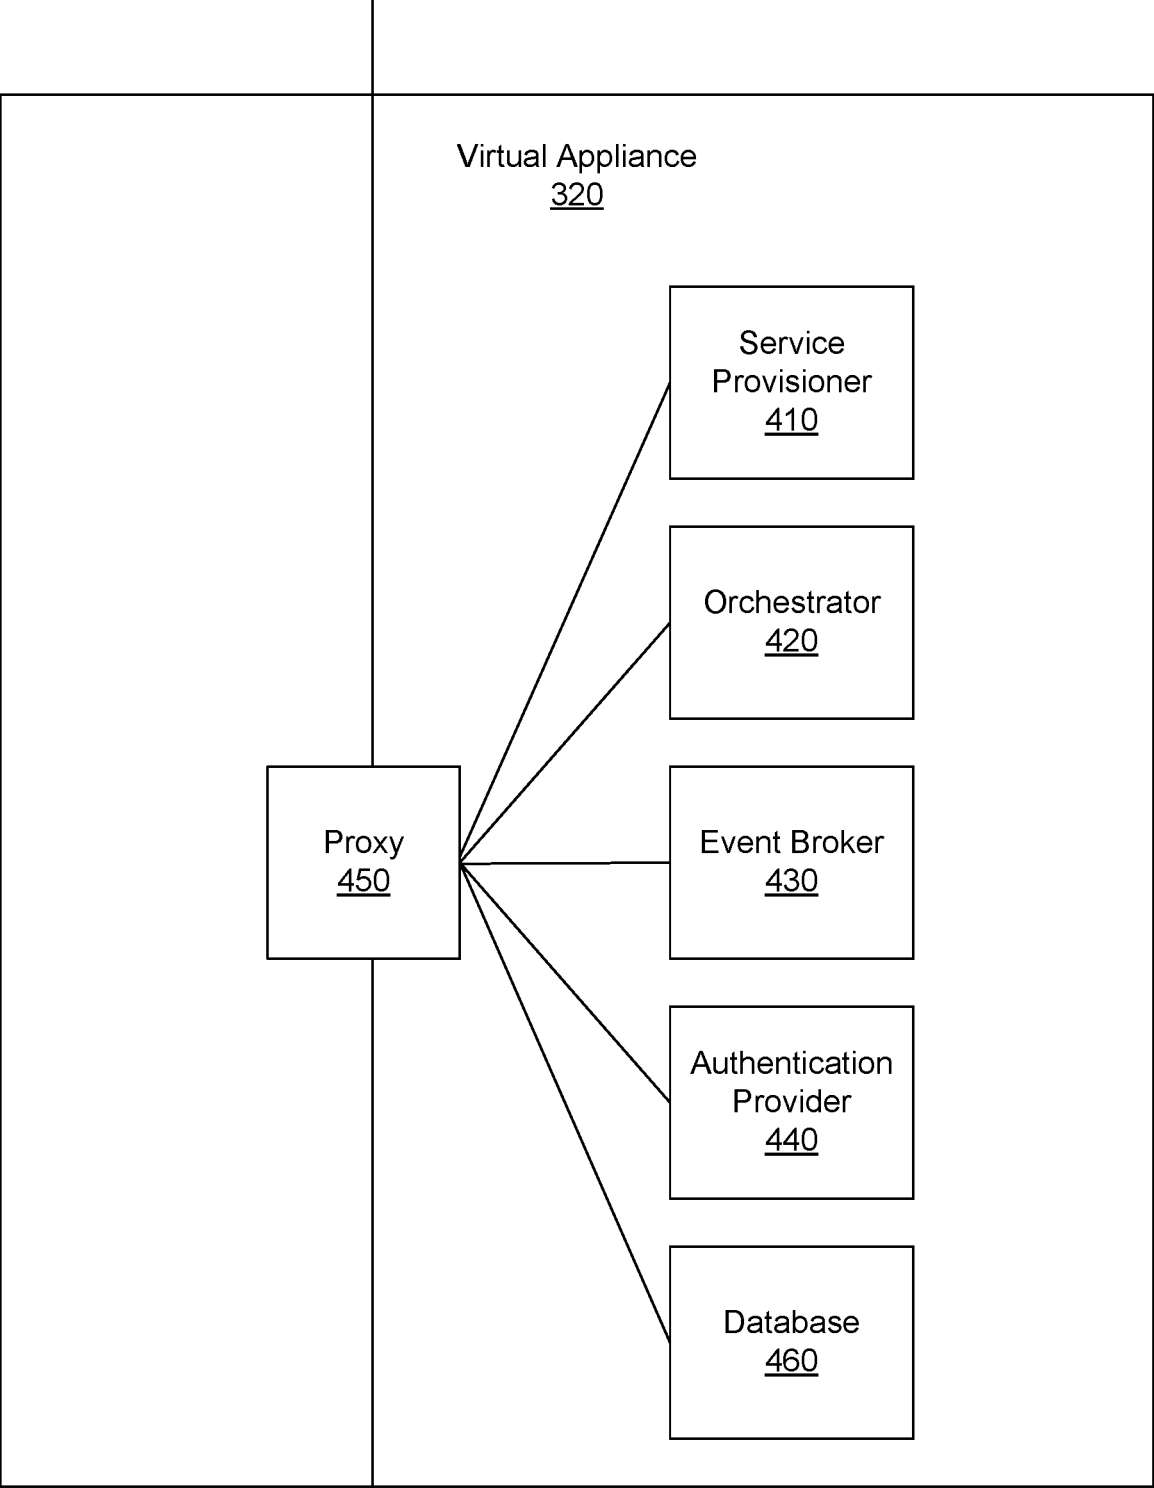 Virtual Appliance
320
Service
Provisioner
410
Orchestrator
420
Proxy
450
Event Broker
430
Authentication
Provider
440
Database
460